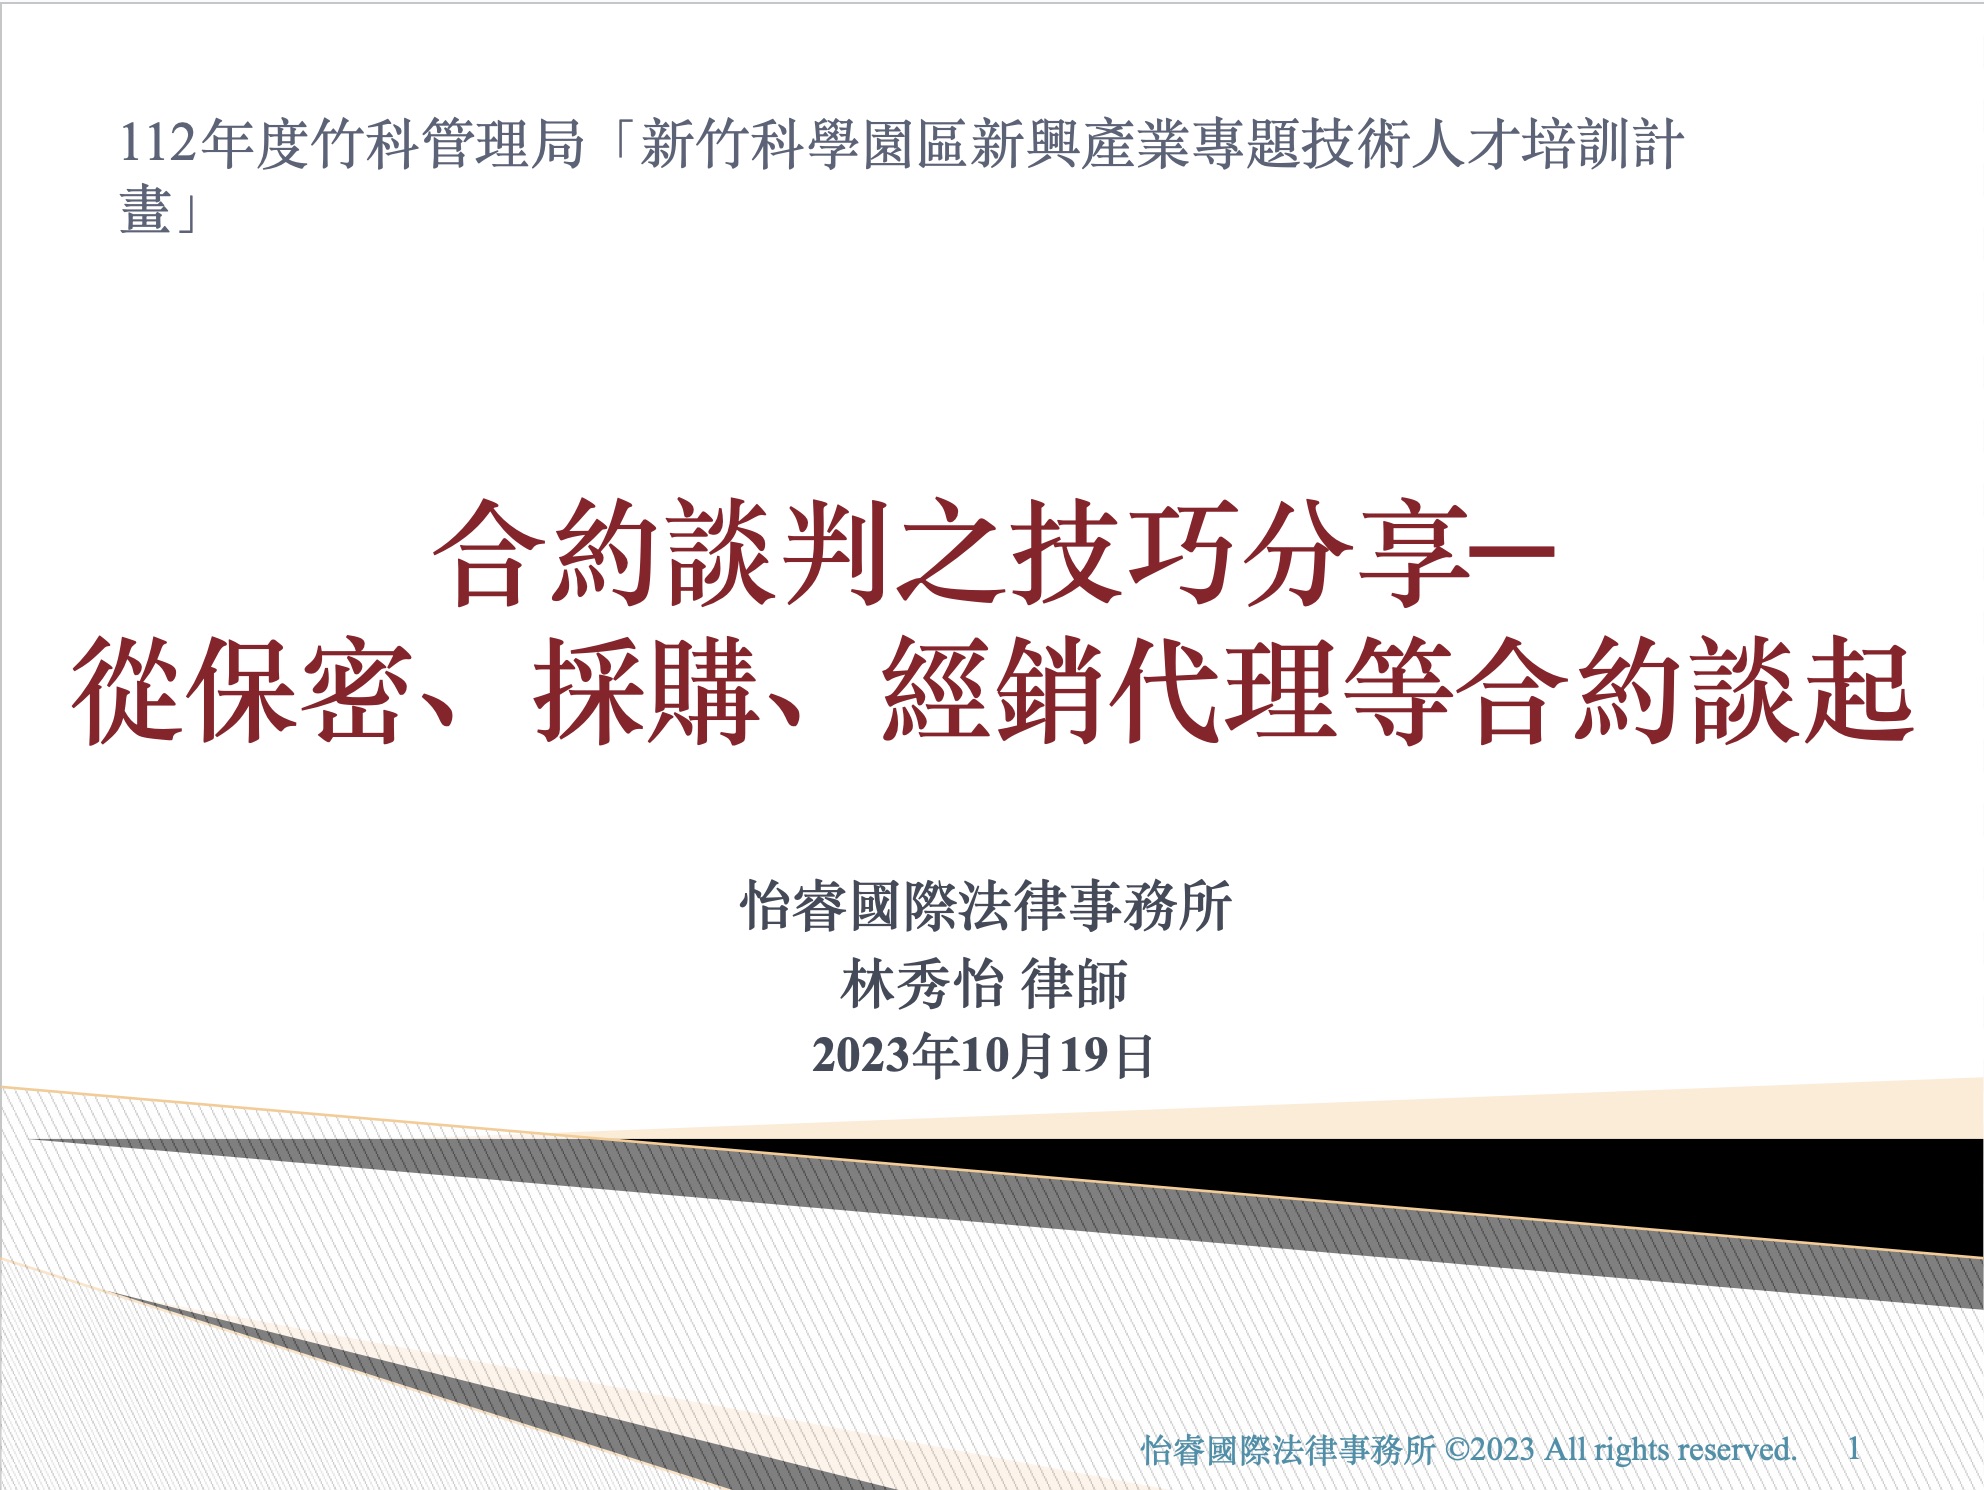 112年度竹科管理局「新竹科學園區新興產業專題技術人才培訓計
畫」
合約談判之技巧分享─
從保密、採購、經銷代理等合約談起
怡睿國際法律事務所
林秀怡 律師
2023年10月19日
怡睿國際法律事務所 ©2023 All rights reserved. 1